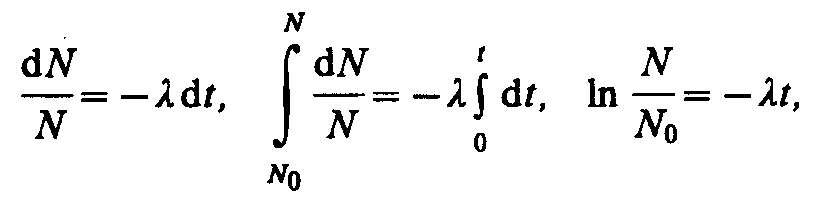 dN/N = −λ dt, ∫_{N₀}^{N} dN/N = −λ ∫_{0}^{t} dt, ln N/N₀ = −λt,